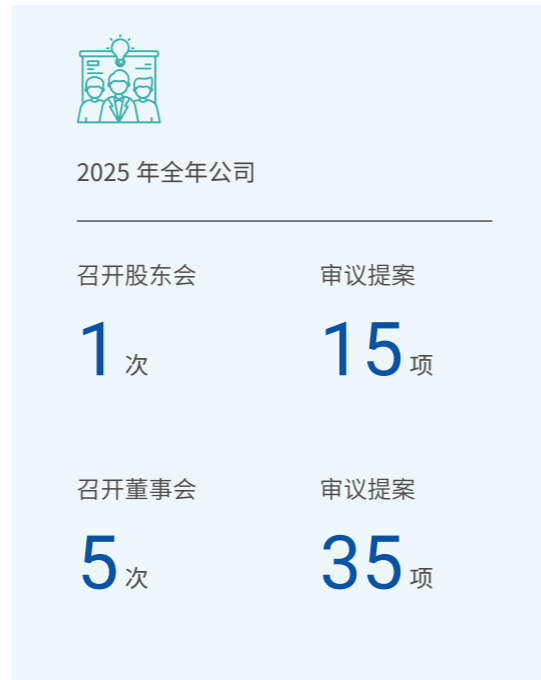 2025 年全年公司
召开股东会 审议提案
1 次 15 项
召开董事会 审议提案
5 次 35 项